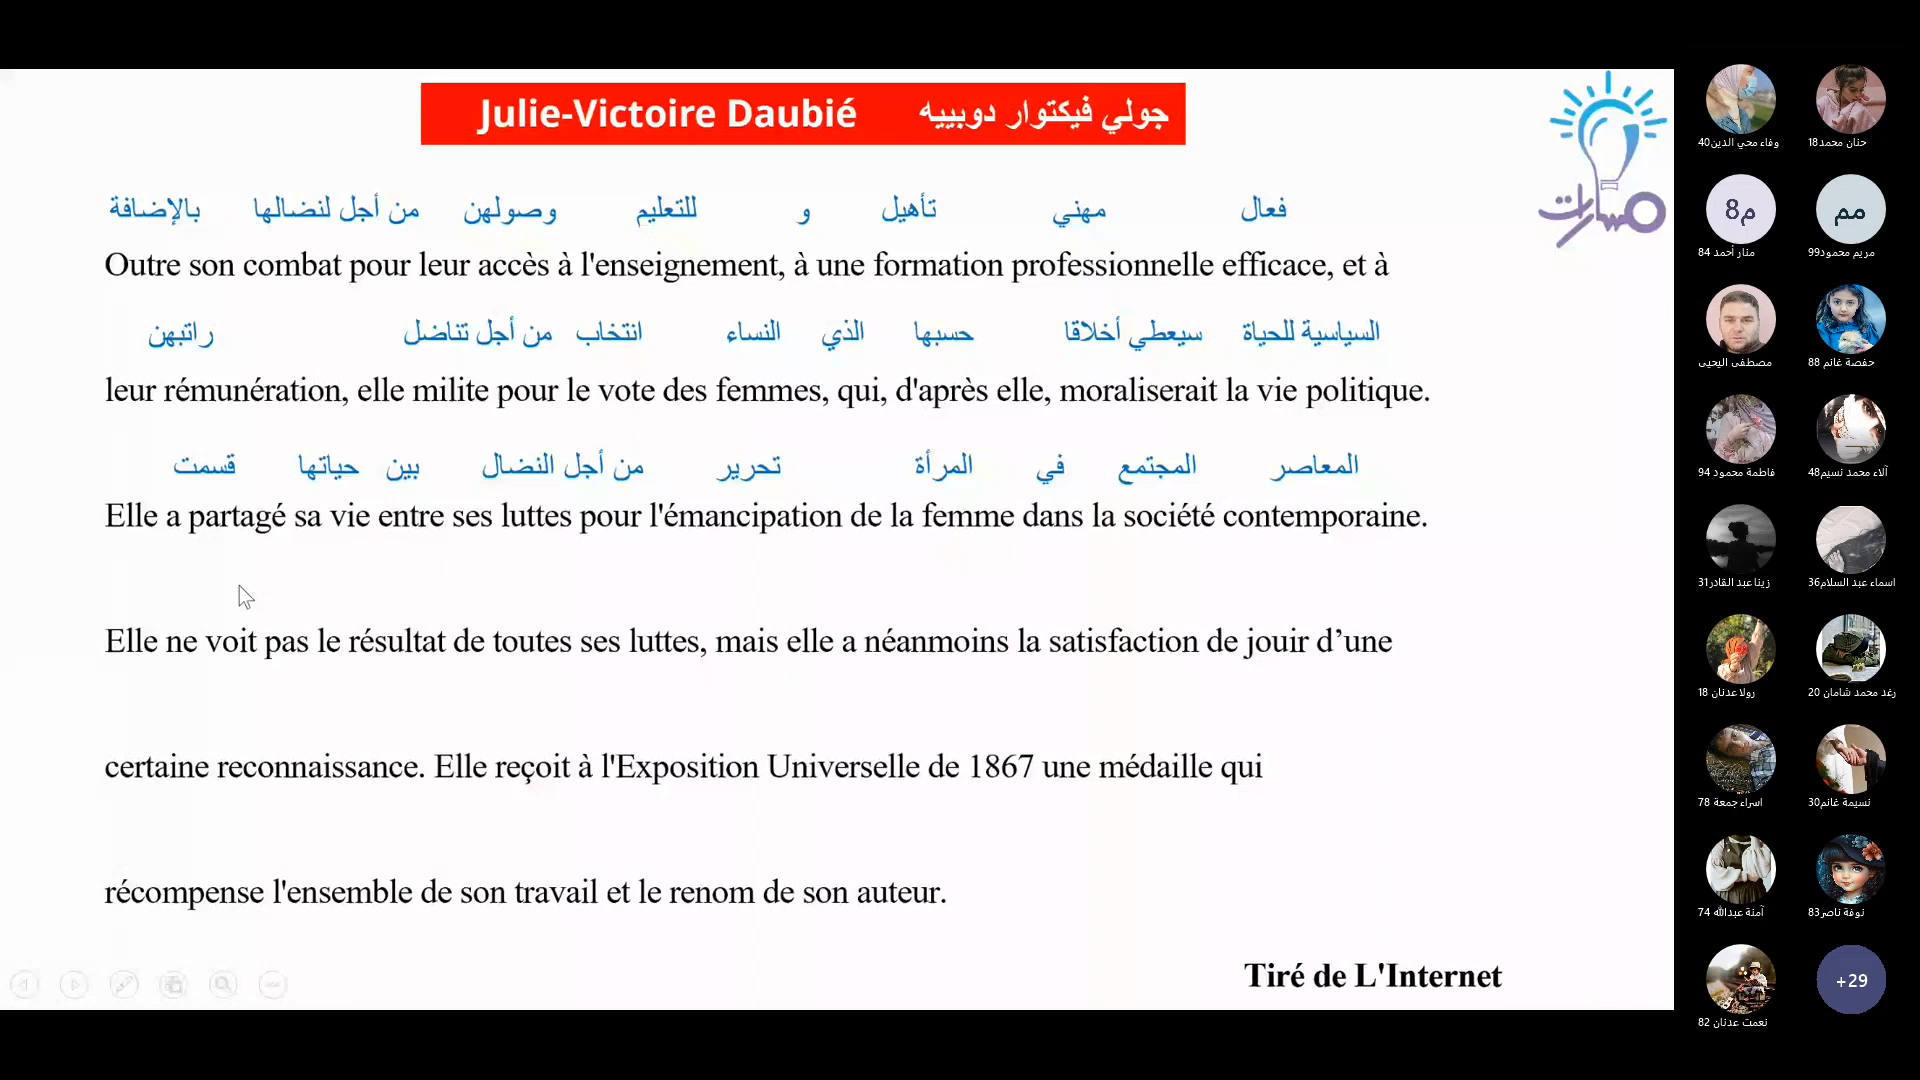 Julie-Victoire Daubié جولي فيكتوار دوبييه
بالإضافة من أجل لنضالها وصولهن للتعليم و تأهيل مهني فعال
Outre son combat pour leur accès à l'enseignement, à une formation professionnelle efficace, et à
راتبهن من أجل تناضل انتخاب النساء الذي حسبها سيعطي أخلاقا السياسية للحياة
leur rémunération, elle milite pour le vote des femmes, qui, d'après elle, moraliserait la vie politique.
قسمت حياتها بين من أجل النضال تحرير المرأة في المجتمع المعاصر
Elle a partagé sa vie entre ses luttes pour l'émancipation de la femme dans la société contemporaine.
Elle ne voit pas le résultat de toutes ses luttes, mais elle a néanmoins la satisfaction de jouir d’une
certaine reconnaissance. Elle reçoit à l'Exposition Universelle de 1867 une médaille qui
récompense l'ensemble de son travail et le renom de son auteur.
Tiré de L'Internet
مسارات
وفاء محي الدين40
حنان محمد18
م8
مم
منار أحمد 84
مريم محمود99
مصطفى اليحيى
حفصة غانم 88
فاطمة محمود 94
آلاء محمد نسيم48
زينا عبد القادر31
اسماء عبد السلام36
رولا عدنان 18
رغد محمد شامان 20
اسراء جمعة 78
نسيمة غانم30
آمنة عبدالله 74
نوفة ناصر83
نعمت عدنان 82
+29